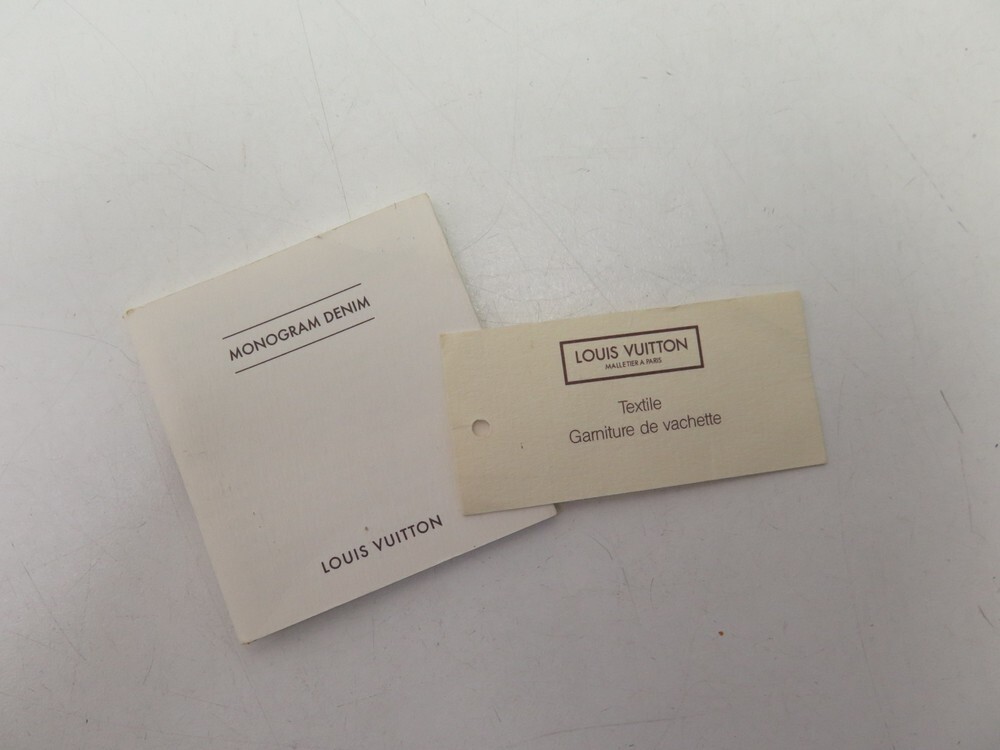 MONOGRAM DENIM
LOUIS VUITTON
LOUIS VUITTON
MALLETIER A PARIS
Textile
Garniture de vachette